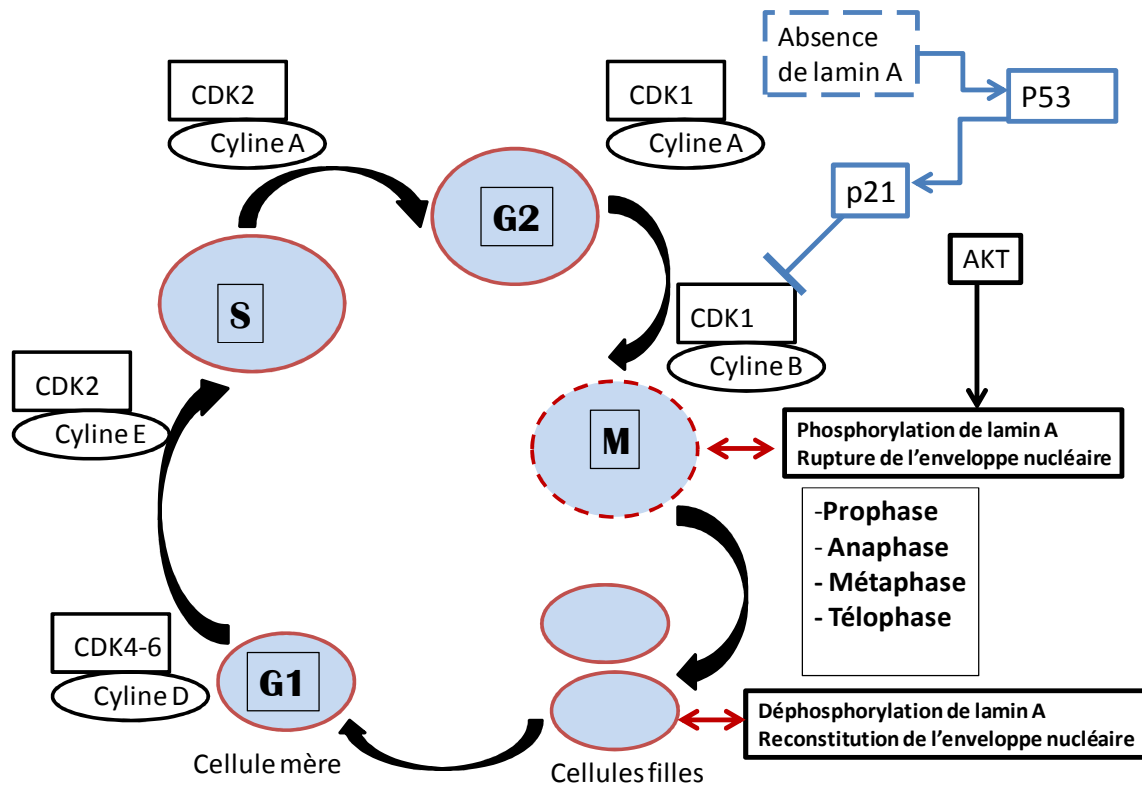 Absence
de lamin A
P53
p21
AKT
CDK2
Cyline A
CDK1
Cyline A
G2
S
CDK1
Cyline B
CDK2
Cyline E
M
Phosphorylation de lamin A
Rupture de l'enveloppe nucléaire
-Prophase
- Anaphase
- Métaphase
- Télophase
CDK4-6
Cyline D
G1
Cellule mère
Cellules filles
Déphosphorylation de lamin A
Reconstitution de l'enveloppe nucléaire